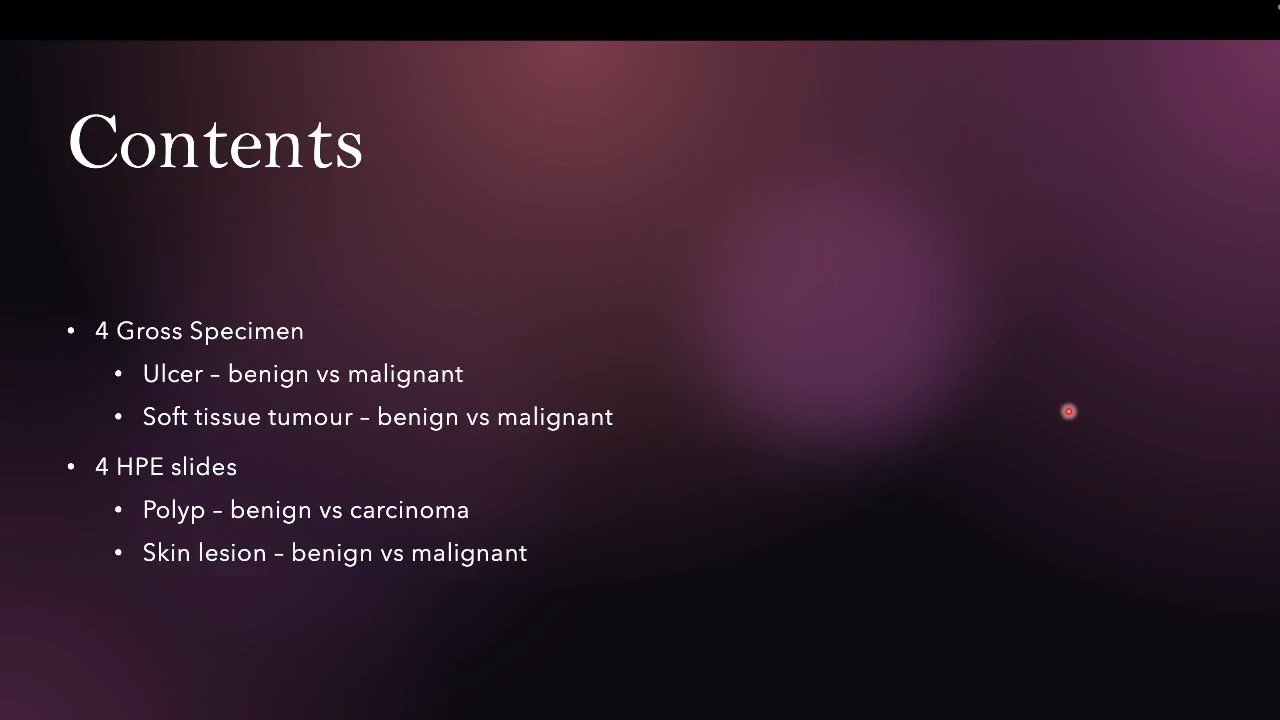 Contents
• 4 Gross Specimen
• Ulcer – benign vs malignant
• Soft tissue tumour – benign vs malignant
• 4 HPE slides
• Polyp – benign vs carcinoma
• Skin lesion – benign vs malignant